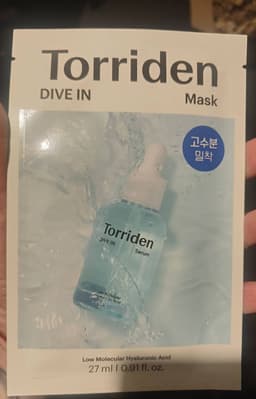 Torriden
DIVE IN
Mask
고수분
밀착
Torriden
DIVE IN
Serum
Low Molecular Hyaluronic Acid
27 ml l 0.91 fl. oz.